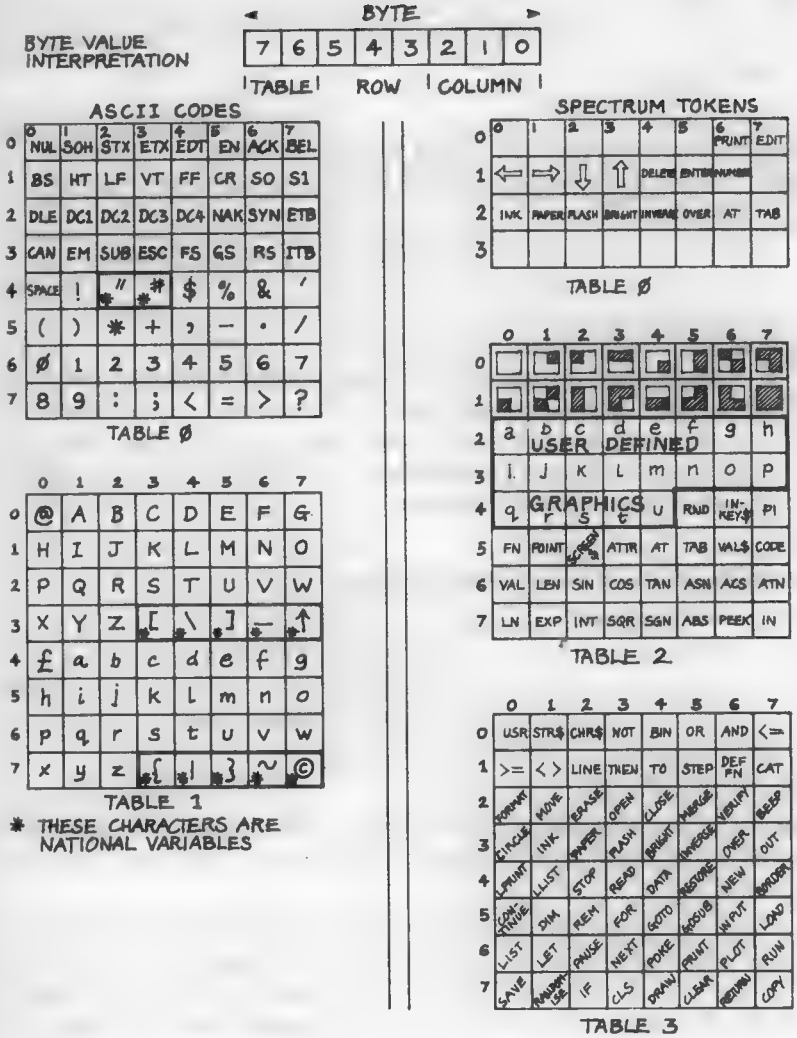 BYTE
BYTE VALUE
INTERPRETATION
7 6 5 4 3 2 1 0
TABLE ROW COLUMN
ASCII CODES
0 1 2 3 4 5 6 7
0 NUL SOH STX ETX EDT EN ACK BEL
1 BS HT LF VT FF CR SO S1
2 DLE DC1 DC2 DC3 DC4 NAK SYN ETB
3 CAN EM SUB ESC FS GS RS ITB
4 SPACE ! *" *# $ % & '
5 ( ) * + , - . /
6 Ø 1 2 3 4 5 6 7
7 8 9 : ; < = > ?
TABLE Ø
0 1 2 3 4 5 6 7
0 @ A B C D E F G
1 H I J K L M N O
2 P Q R S T U V W
3 X Y Z *[ *\ *] *— *↑
4 £ a b c d e f g
5 h i j k l m n o
6 p q r s t u v w
7 x y z *{ *| *} *~ *©
TABLE 1
* THESE CHARACTERS ARE
NATIONAL VARIABLES
SPECTRUM TOKENS
0 1 2 3 4 5 6 7
0 PRINT EDIT
1 ⇦ ⇨ ⇩ ⇧ DELETE ENTER NUMBER
2 INK PAPER FLASH BRIGHT INVERSE OVER AT TAB
3
TABLE Ø
0 1 2 3 4 5 6 7
0
1
2 a b c d e f g h
USER DEFINED
3 i j k l m n o p
4 q r s t u RND IN-KEY$ PI
GRAPHICS
5 FN POINT SCREEN$ ATTR AT TAB VAL$ CODE
6 VAL LEN SIN COS TAN ASN ACS ATN
7 LN EXP INT SQR SGN ABS PEEK IN
TABLE 2
0 1 2 3 4 5 6 7
0 USR STR$ CHR$ NOT BIN OR AND <=
1 >= <> LINE THEN TO STEP DEF FN CAT
2 FORMAT MOVE ERASE OPEN CLOSE MERGE VERIFY BEEP
3 CIRCLE INK PAPER FLASH BRIGHT INVERSE OVER OUT
4 LPRINT LLIST STOP READ DATA RESTORE NEW BORDER
5 CON-TINUE DIM REM FOR GOTO GOSUB INPUT LOAD
6 LIST LET PAUSE NEXT POKE PRINT PLOT RUN
7 SAVE RANDOM-ISE IF CLS DRAW CLEAR RETURN COPY
TABLE 3